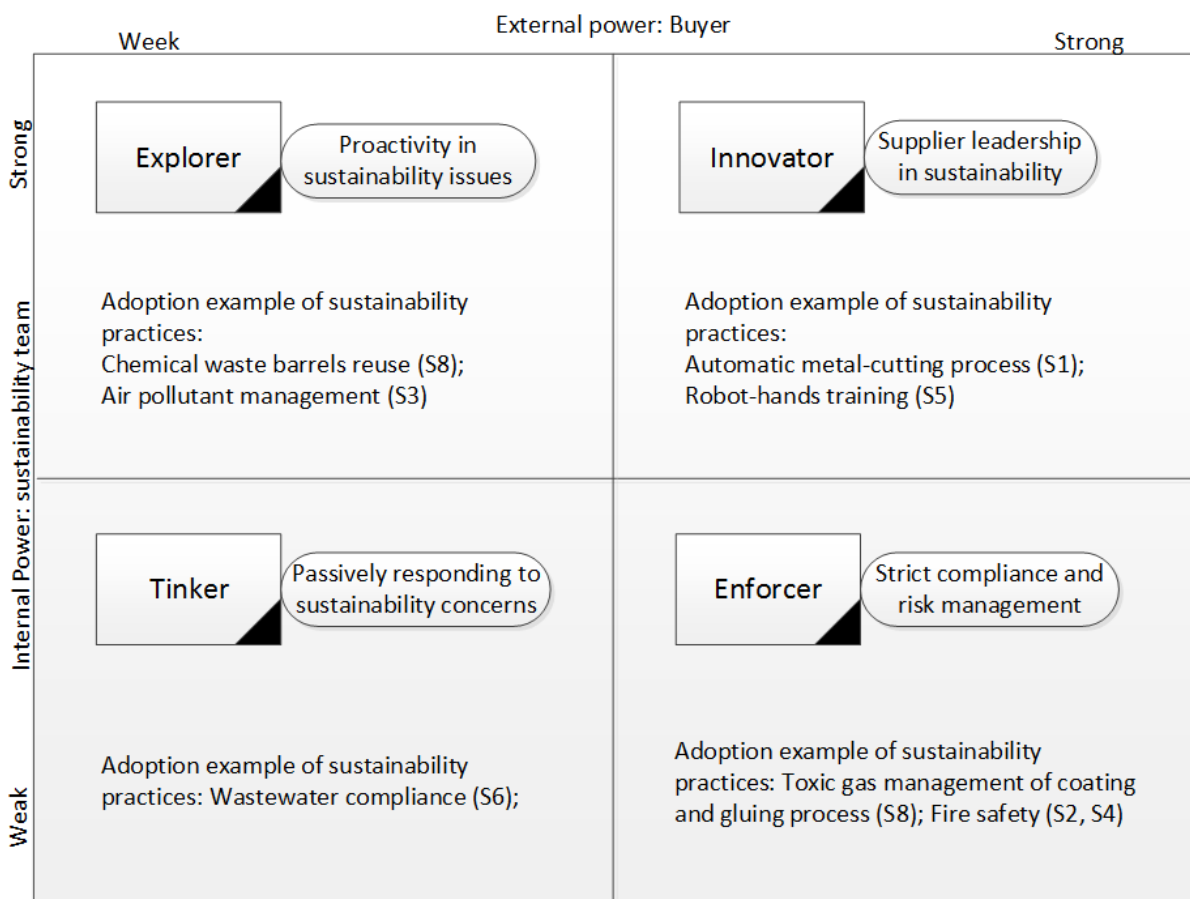 External power: Buyer
Week
Strong
Strong
Internal Power: sustainability team
Weak
Explorer
Proactivity in
sustainability issues
Adoption example of sustainability
practices:
Chemical waste barrels reuse (S8);
Air pollutant management (S3)
Innovator
Supplier leadership
in sustainability
Adoption example of sustainability
practices:
Automatic metal-cutting process (S1);
Robot-hands training (S5)
Tinker
Passively responding to
sustainability concerns
Adoption example of sustainability
practices: Wastewater compliance (S6);
Enforcer
Strict compliance and
risk management
Adoption example of sustainability
practices: Toxic gas management of coating
and gluing process (S8); Fire safety (S2, S4)